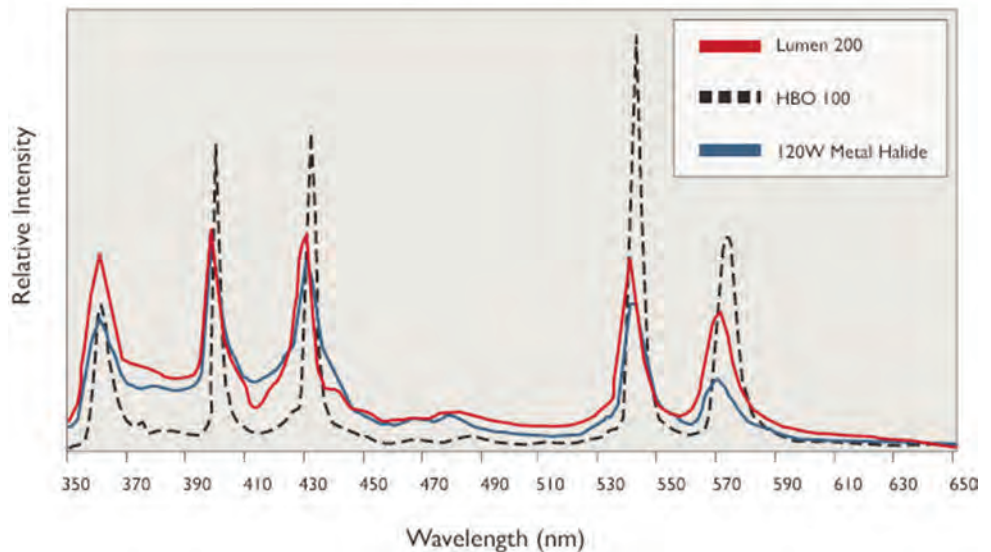 Lumen 200
HBO 100
120W Metal Halide
Relative Intensity
350 370 390 410 430 450 470 490 510 530 550 570 590 610 630 650
Wavelength (nm)